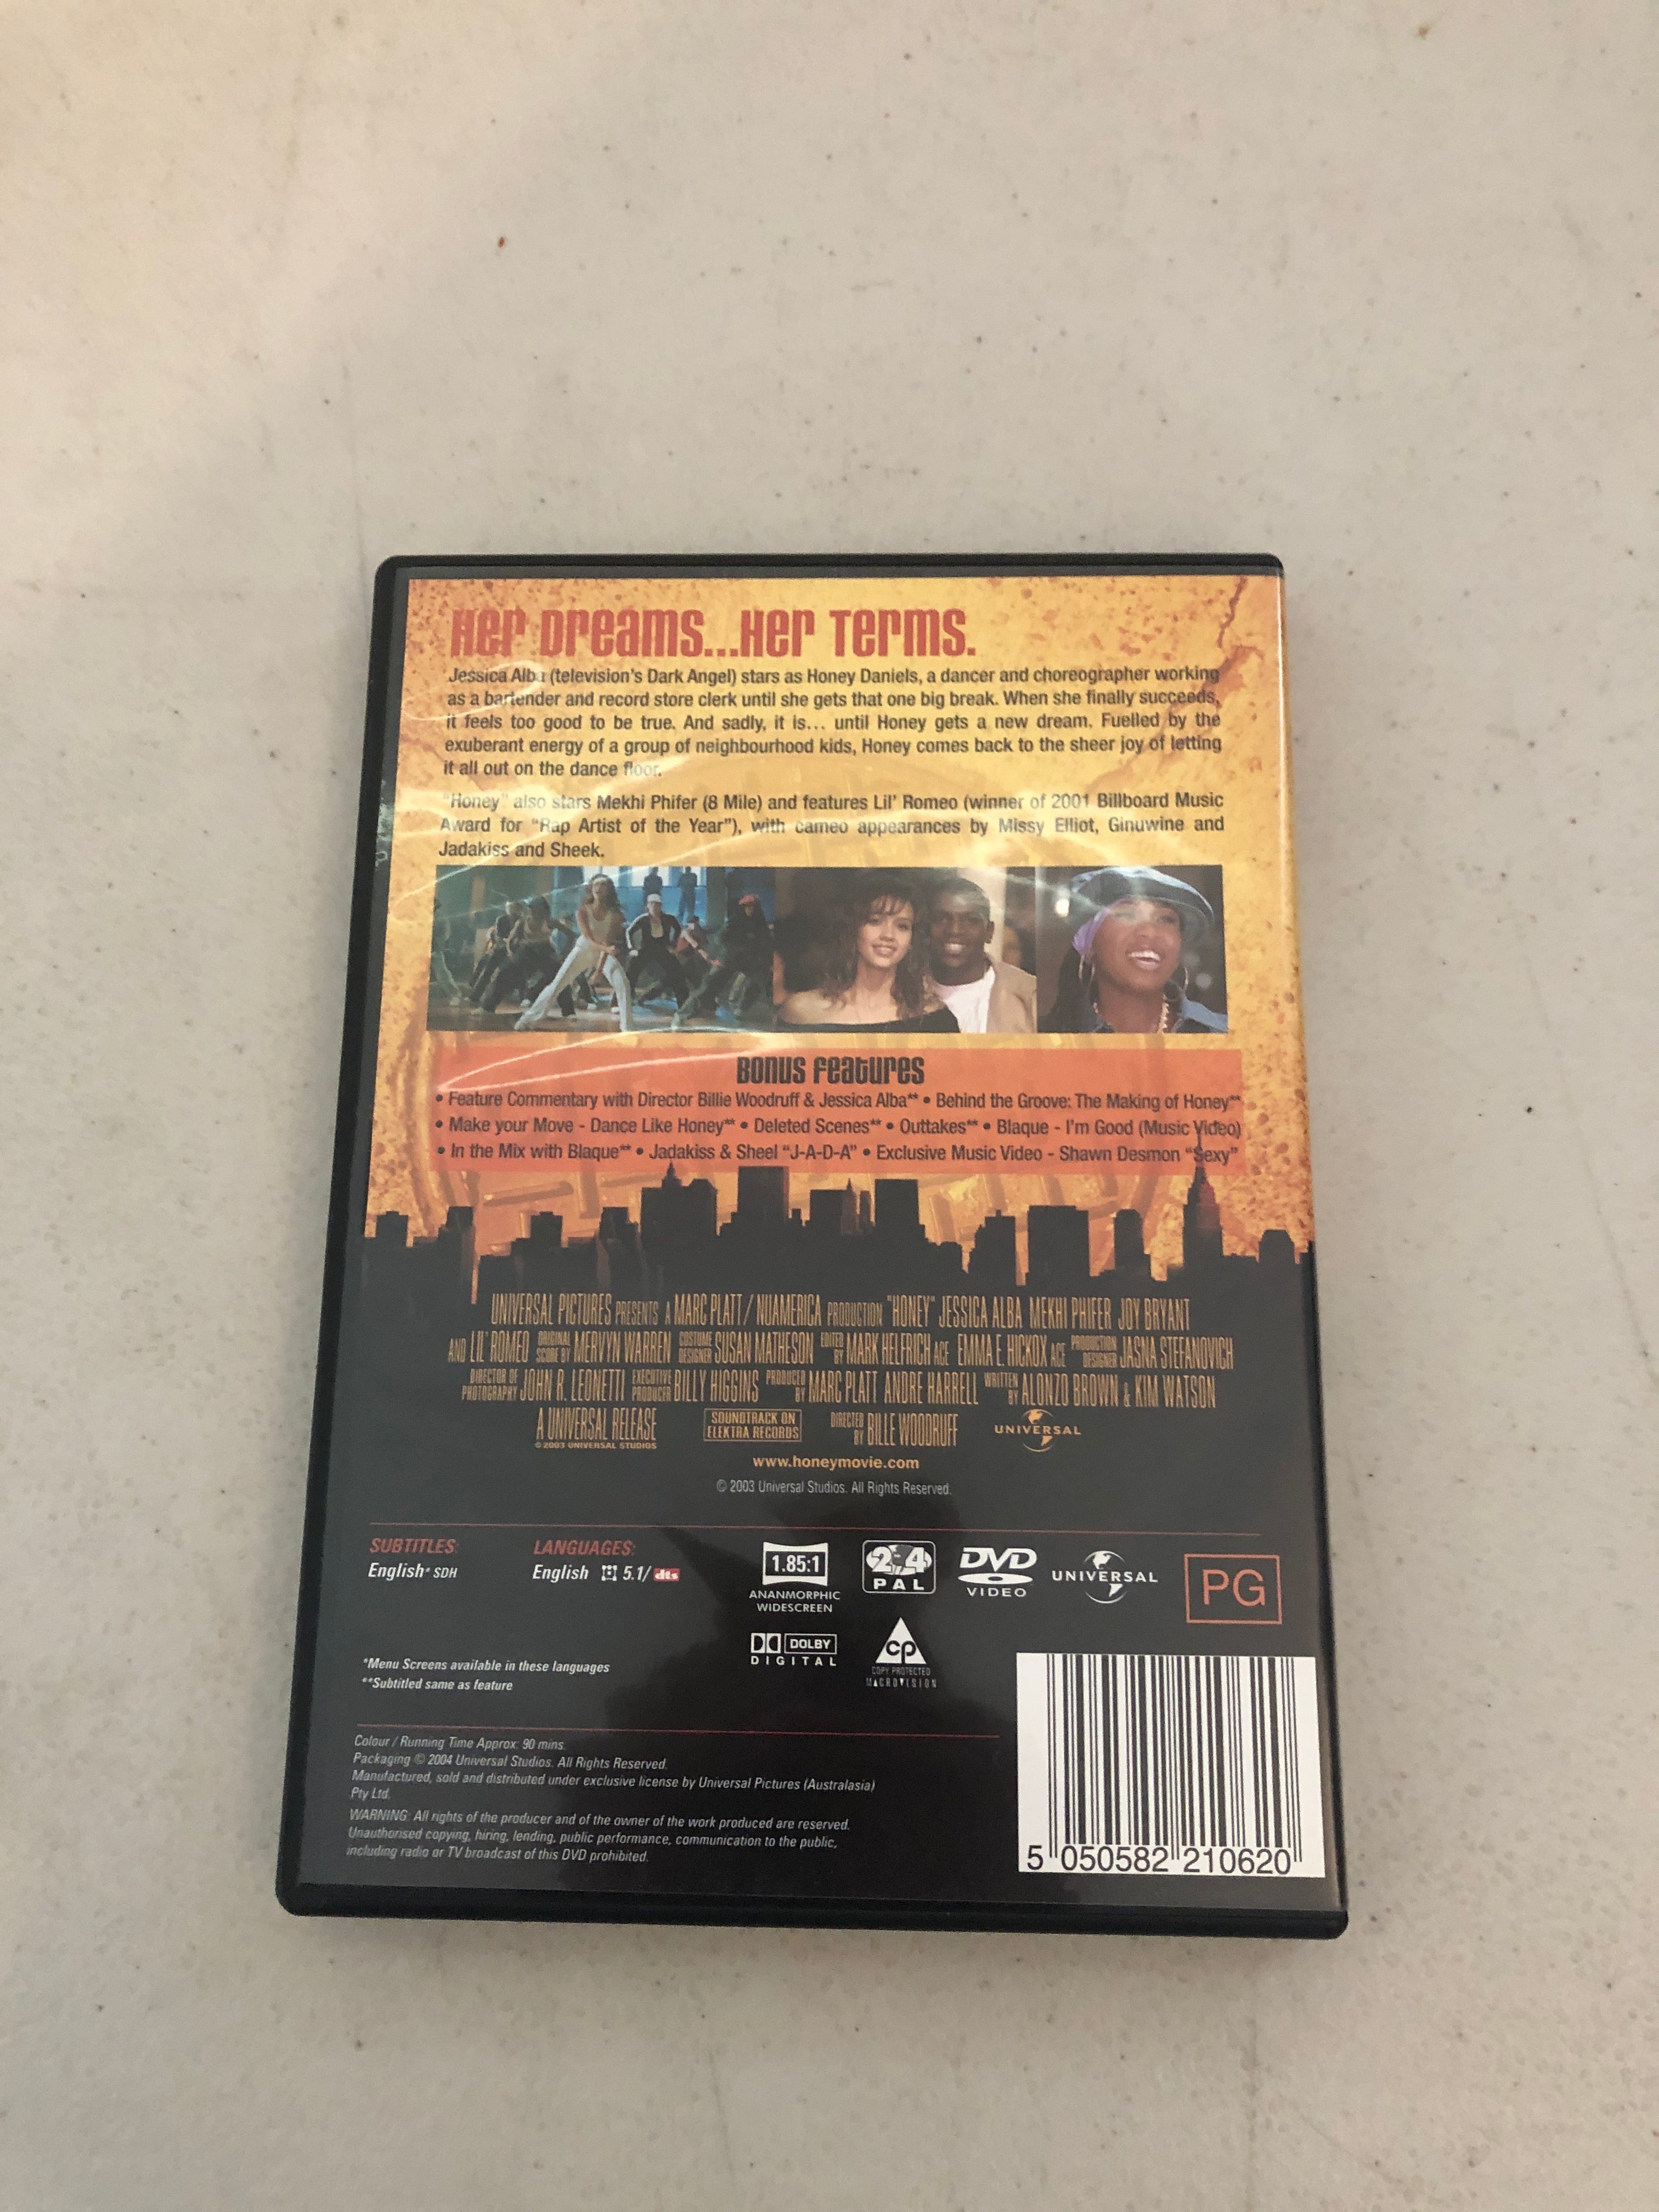 Her Dreams...Her Terms.
Jessica Alba (television's Dark Angel) stars as Honey Daniels, a dancer and choreographer working
as a bartender and record store clerk until she gets that one big break. When she finally succeeds,
it feels too good to be true. And sadly, it is... until Honey gets a new dream. Fuelled by the
exuberant energy of a group of neighbourhood kids, Honey comes back to the sheer joy of letting
it all out on the dance floor.
"Honey" also stars Mekhi Phifer (8 Mile) and features Lil' Romeo (winner of 2001 Billboard Music
Award for "Rap Artist of the Year"), with cameo appearances by Missy Elliot, Ginuwine and
Jadakiss and Sheek.
Bonus Features
• Feature Commentary with Director Billie Woodruff & Jessica Alba** • Behind the Groove: The Making of Honey**
• Make your Move - Dance Like Honey** • Deleted Scenes** • Outtakes** • Blaque - I'm Good (Music Video)
• In the Mix with Blaque** • Jadakiss & Sheel "J-A-D-A" • Exclusive Music Video - Shawn Desmon "Sexy"
UNIVERSAL PICTURES PRESENTS A MARC PLATT / NUAMERICA PRODUCTION "HONEY" JESSICA ALBA MEKHI PHIFER JOY BRYANT
AND LIL' ROMEO ORIGINAL SCORE BY MERVYN WARREN COSTUME DESIGNER SUSAN MATHESON EDITED BY MARK HELFRICH ACE EMMA E. HICKOX ACE PRODUCTION DESIGNER JASNA STEFANOVICH
DIRECTOR OF PHOTOGRAPHY JOHN R. LEONETTI EXECUTIVE PRODUCER BILLY HIGGINS PRODUCED BY MARC PLATT ANDRE HARRELL WRITTEN BY ALONZO BROWN & KIM WATSON
A UNIVERSAL RELEASE SOUNDTRACK ON ELEKTRA RECORDS DIRECTED BY BILLE WOODRUFF UNIVERSAL
© 2003 UNIVERSAL STUDIOS
www.honeymovie.com
© 2003 Universal Studios. All Rights Reserved.
SUBTITLES:
English* SDH
LANGUAGES:
English 5.1/ dts
1.85:1
ANANMORPHIC
WIDESCREEN
2 4
PAL
DVD
VIDEO
UNIVERSAL
PG
DOLBY
DIGITAL
cp
COPY PROTECTED
MACROVISION
*Menu Screens available in these languages
**Subtitled same as feature
Colour / Running Time Approx: 90 mins.
Packaging © 2004 Universal Studios. All Rights Reserved.
Manufactured, sold and distributed under exclusive license by Universal Pictures (Australasia)
Pty Ltd.
WARNING: All rights of the producer and of the owner of the work produced are reserved.
Unauthorised copying, hiring, lending, public performance, communication to the public,
including radio or TV broadcast of this DVD prohibited.
5 050582 210620